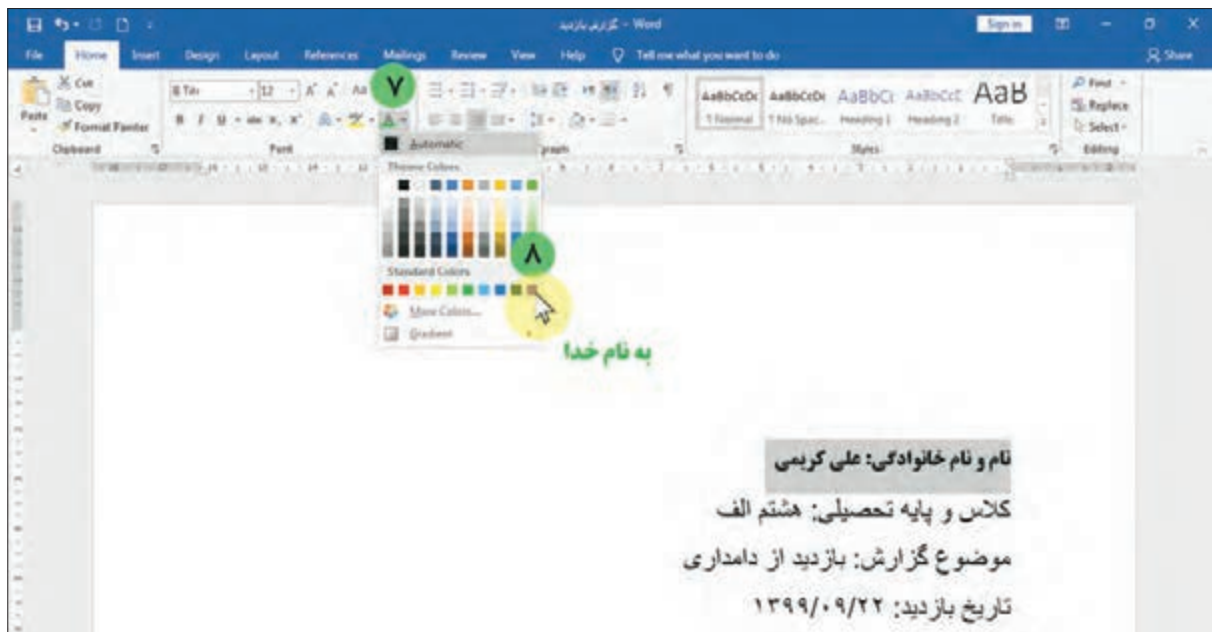 گزارش بازدید - Word
Sign in
File Home Insert Design Layout References Mailings Review View Help Tell me what you want to do Share
Cut
Copy
Format Painter
Paste
Clipboard
12
Font
۷
AaBbCcDc AaBbCcDc AaBbCc AaBbCcC AaB
1 Normal 1 No Spac... Heading 1 Heading 2 Title
Styles
Find
Replace
Select
Editing
Automatic
Theme Colors
۸
Standard Colors
More Colors...
Gradient
به نام خدا
نام و نام خانوادگی: علی کریمی
کلاس و پایه تحصیلی: هشتم الف
موضوع گزارش: بازدید از دامداری
تاریخ بازدید: ۱۳۹۹/۰۹/۲۲